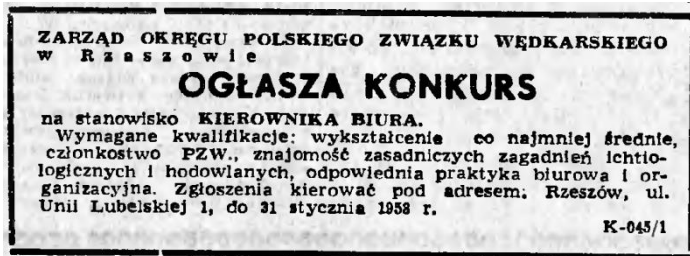 ZARZĄD OKRĘGU POLSKIEGO ZWIĄZKU WĘDKARSKIEGO
w Rzeszowie
OGŁASZA KONKURS
na stanowisko KIEROWNIKA BIURA.
Wymagane kwalifikacje: wykształcenie co najmniej średnie,
członkostwo PZW., znajomość zasadniczych zagadnień ichtio-
logicznych i hodowlanych, odpowiednia praktyka biurowa i or-
ganizacyjna. Zgłoszenia kierować pod adresem: Rzeszów, ul.
Unii Lubelskiej 1, do 31 stycznia 1958 r.
K-045/1